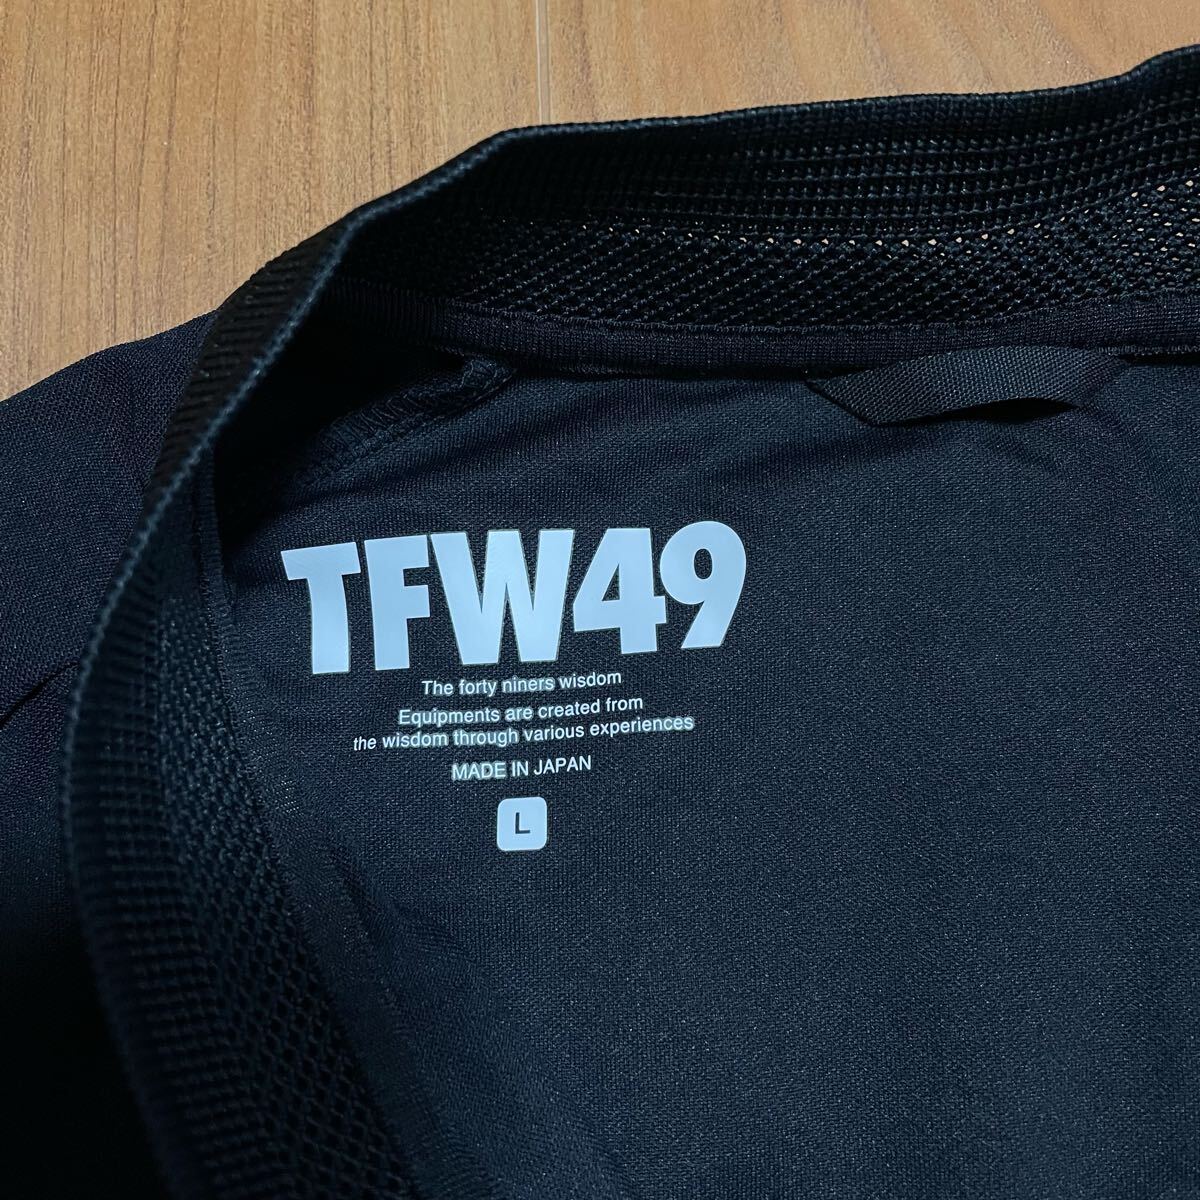 TFW49
The forty niners wisdom
Equipments are created from
the wisdom through various experiences
MADE IN JAPAN
L